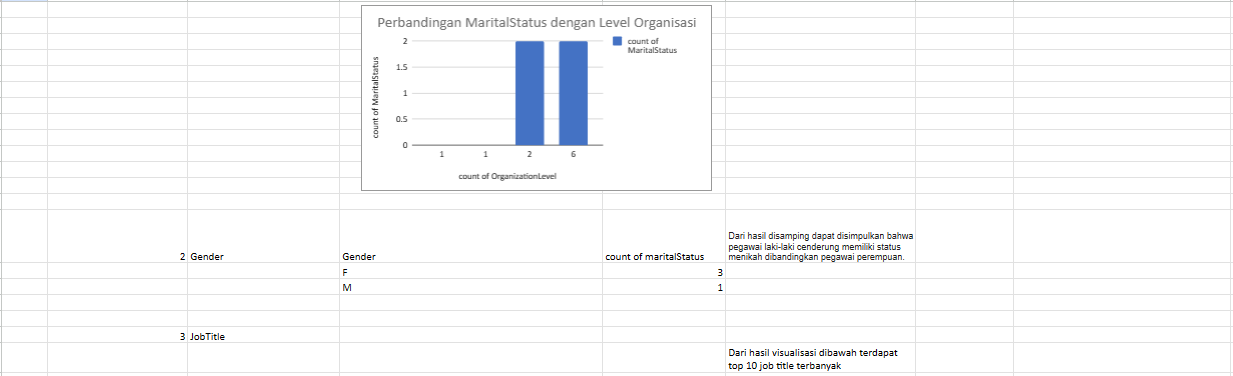 Perbandingan MaritalStatus dengan Level Organisasi
count of
MaritalStatus
count of MaritalStatus
2
1.5
1
0.5
0
1 1 2 6
count of OrganizationLevel
Dari hasil disamping dapat disimpulkan bahwa
pegawai laki-laki cenderung memiliki status
menikah dibandingkan pegawai perempuan.
2 Gender Gender count of maritalStatus
F 3
M 1
3 JobTitle
Dari hasil visualisasi dibawah terdapat
top 10 job title terbanyak